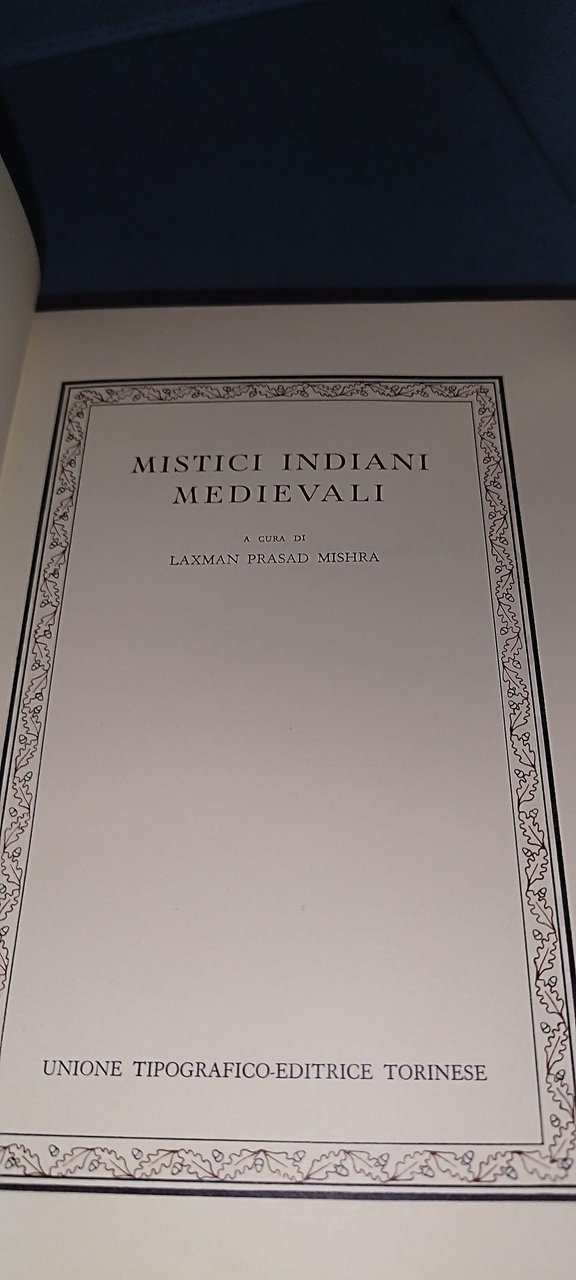 MISTICI INDIANI
MEDIEVALI
A CURA DI
LAXMAN PRASAD MISHRA
UNIONE TIPOGRAFICO-EDITRICE TORINESE